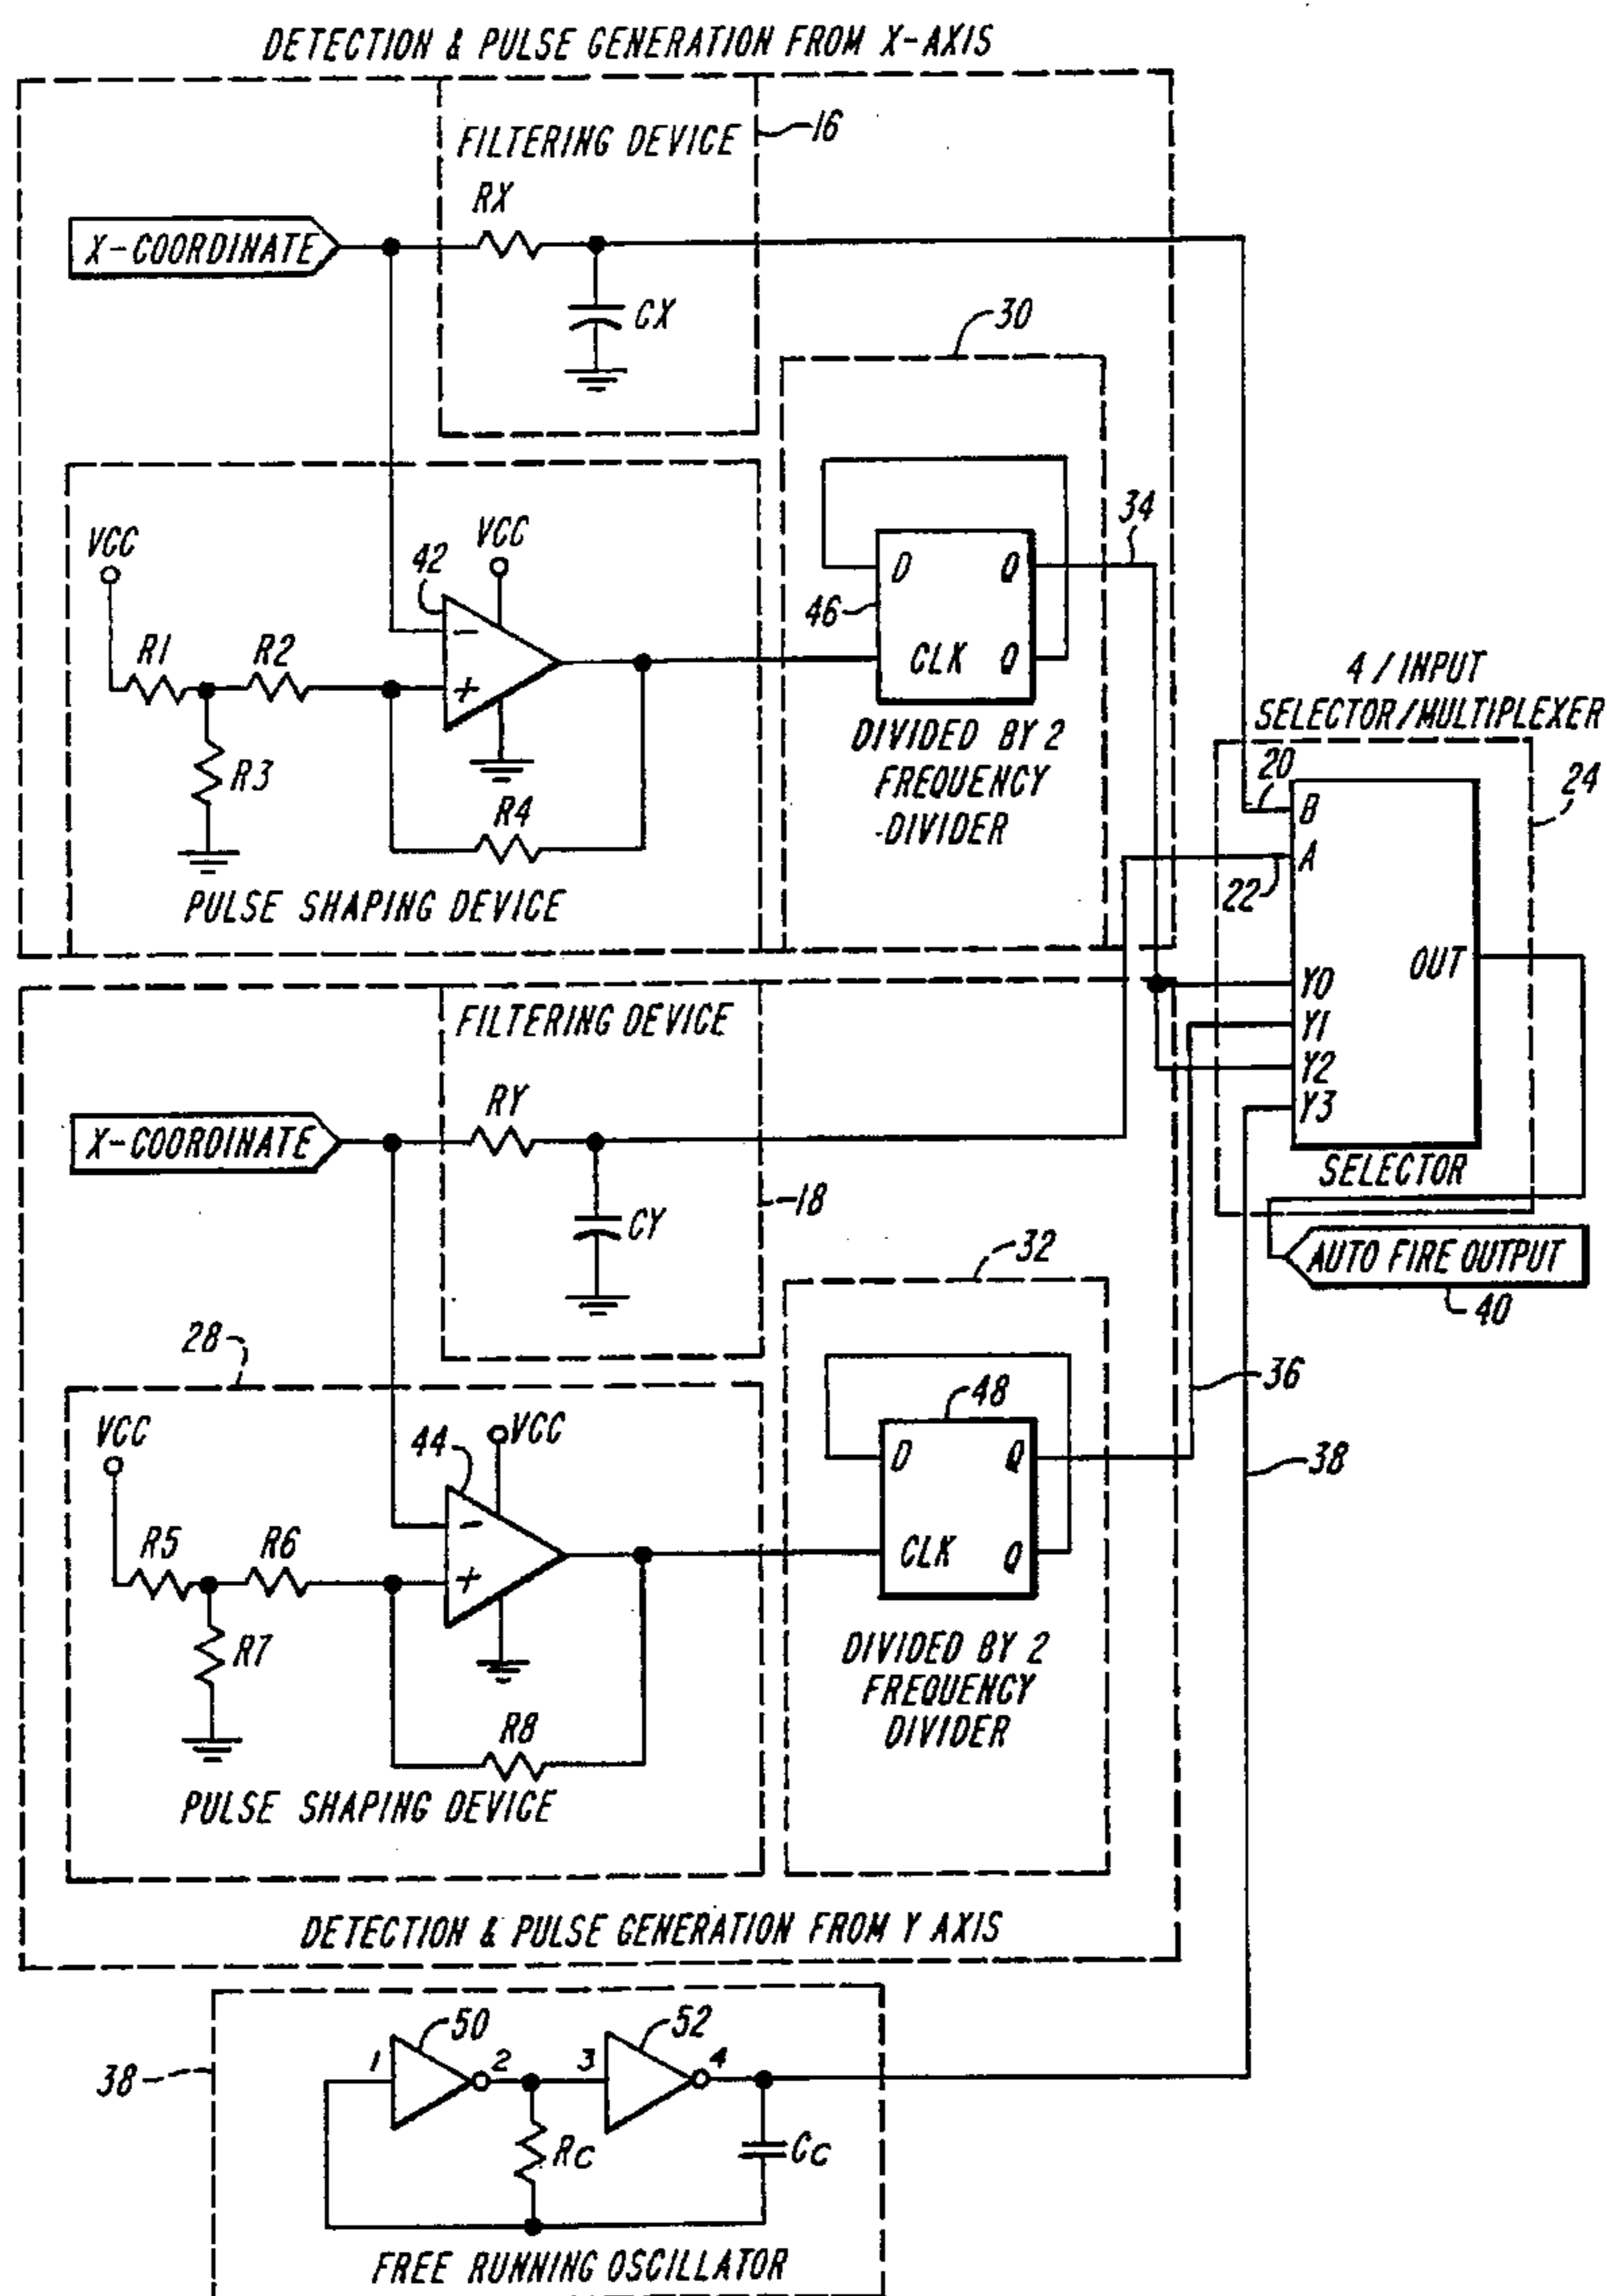 DETECTION & PULSE GENERATION FROM X-AXIS
FILTERING DEVICE
16
RX
X-COORDINATE
CX
30
VCC
42
VCC
R1
R2
R3
R4
PULSE SHAPING DEVICE
D
Q
46
CLK
Q
34
DIVIDED BY 2
FREQUENCY
-DIVIDER
4 / INPUT
SELECTOR/MULTIPLEXER
20
24
B
A
22
OUT
Y0
Y1
Y2
Y3
SELECTOR
AUTO FIRE OUTPUT
40
FILTERING DEVICE
RY
X-COORDINATE
18
CY
32
28
VCC
44
VCC
R5
R6
R7
R8
PULSE SHAPING DEVICE
48
D
Q
CLK
Q
36
38
DIVIDED BY 2
FREQUENCY
DIVIDER
DETECTION & PULSE GENERATION FROM Y AXIS
38
50
52
1
2
3
4
RC
CC
FREE RUNNING OSCILLATOR